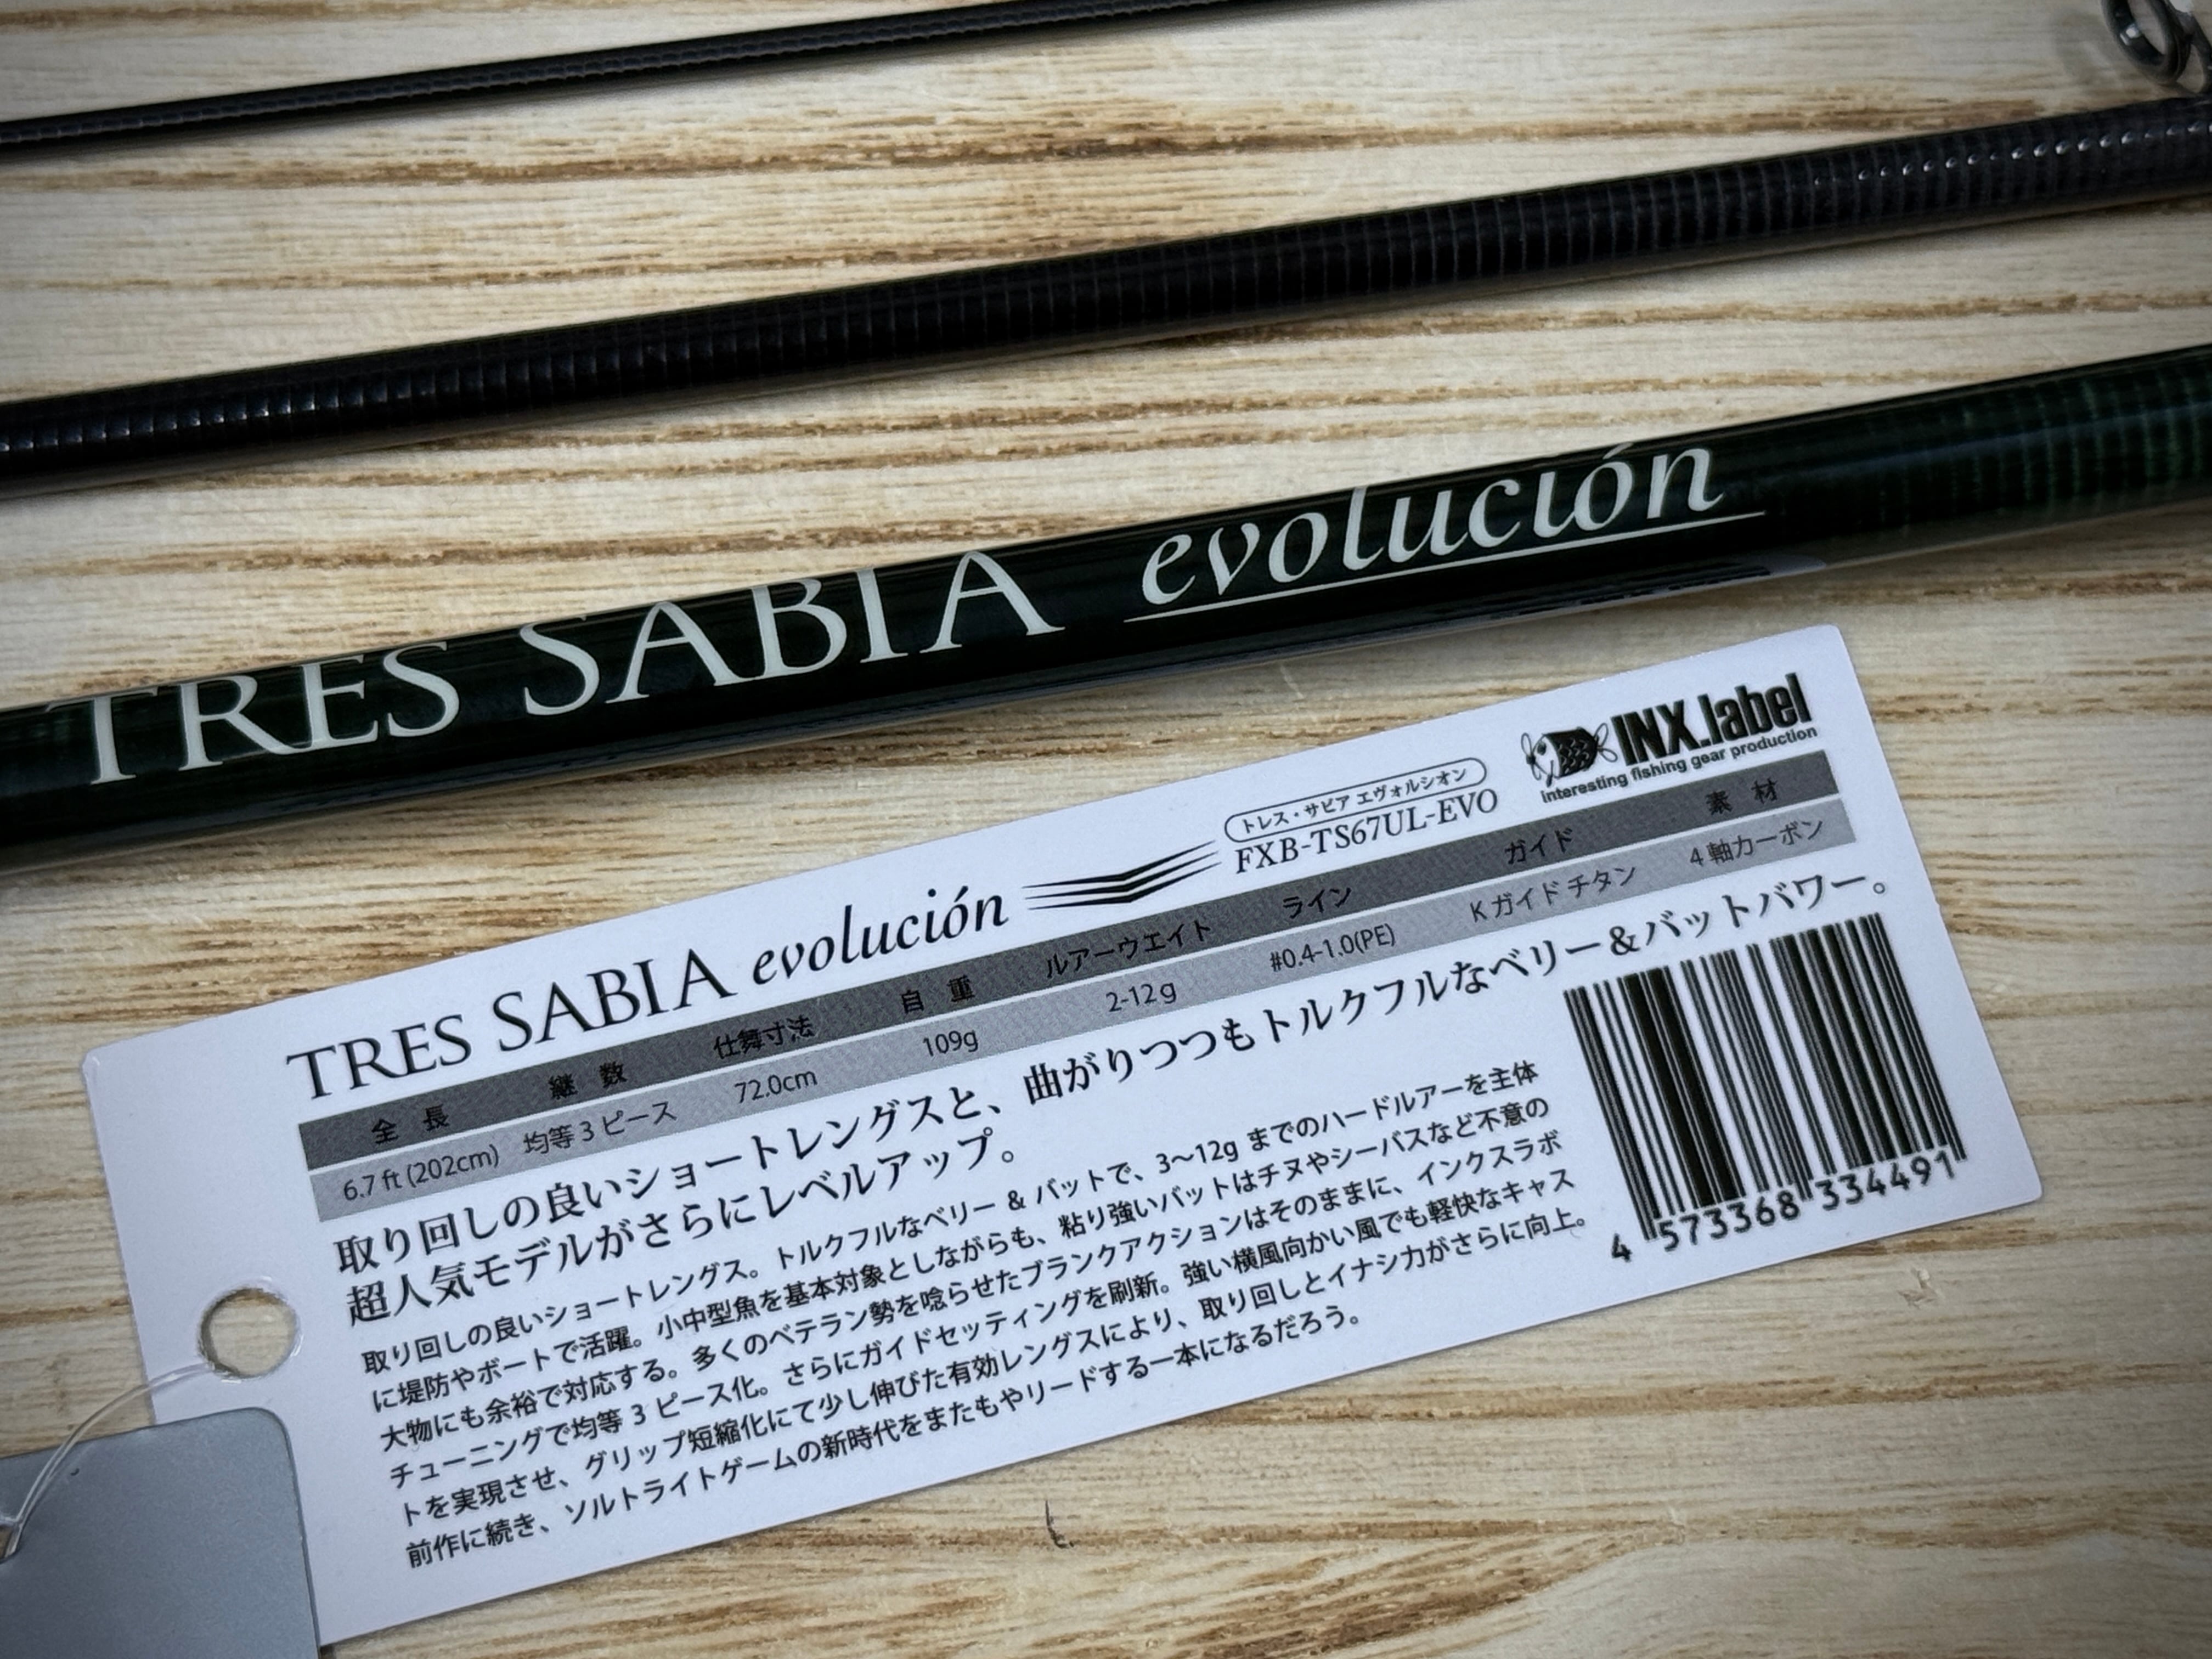 TRES SABIA evolución
INX.label
interesting fishing gear production
トレス・サビア エヴォルシオン
TRES SABIA evolución FXB-TS67UL-EVO
全 長 継 数 仕舞寸法 自 重 ルアーウエイト ライン ガイド 素 材
6.7 ft (202cm) 均等3ピース 72.0cm 109g 2-12g #0.4-1.0(PE) Kガイドチタン 4軸カーボン
取り回しの良いショートレングスと、曲がりつつもトルクフルなベリー&バットパワー。
超人気モデルがさらにレベルアップ。
取り回しの良いショートレングス。トルクフルなベリー & バットで、3～12g までのハードルアーを主体
に堤防やボートで活躍。小中型魚を基本対象としながらも、粘り強いバットはチヌやシーバスなど不意の
大物にも余裕で対応する。多くのベテラン勢を唸らせたブランクアクションはそのままに、インクスラボ
チューニングで均等 3 ピース化。さらにガイドセッティングを刷新。強い横風向かい風でも軽快なキャス
トを実現させ、グリップ短縮化にて少し伸びた有効レングスにより、取り回しとイナシ力がさらに向上。
前作に続き、ソルトライトゲームの新時代をまたもやリードする一本になるだろう。
4 573368 334491